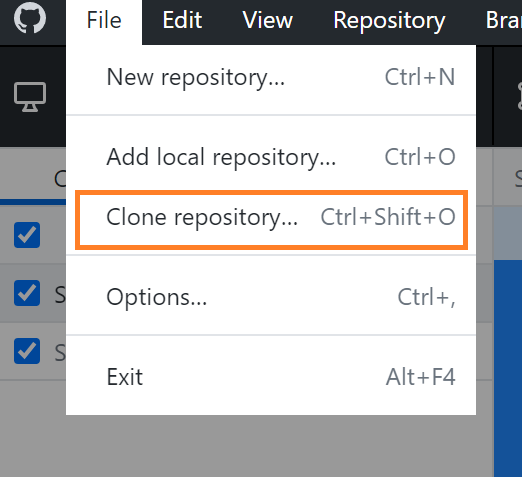 File Edit View Repository
New repository... Ctrl+N
Add local repository... Ctrl+O
Clone repository... Ctrl+Shift+O
Options... Ctrl+,
Exit Alt+F4